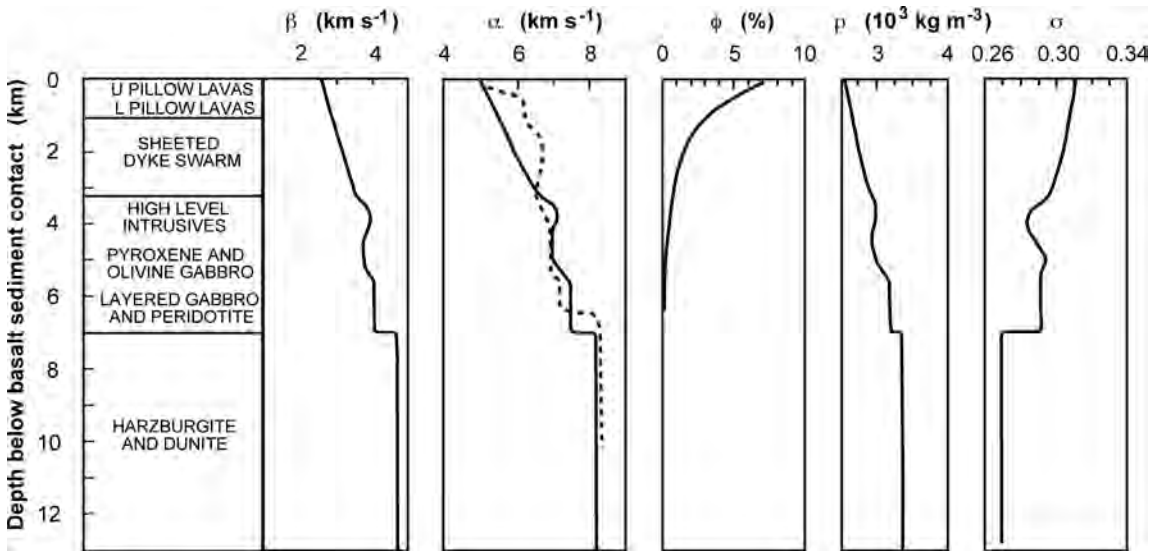 β (km s⁻¹)
α (km s⁻¹)
ϕ (%)
ρ (10³ kg m⁻³)
σ
2 4
4 6 8
0 5 10
3 4
0.26 0.30 0.34
Depth below basalt sediment contact (km)
0
2
4
6
8
10
12
U PILLOW LAVAS
L PILLOW LAVAS
SHEETED
DYKE SWARM
HIGH LEVEL
INTRUSIVES
PYROXENE AND
OLIVINE GABBRO
LAYERED GABBRO
AND PERIDOTITE
HARZBURGITE
AND DUNITE